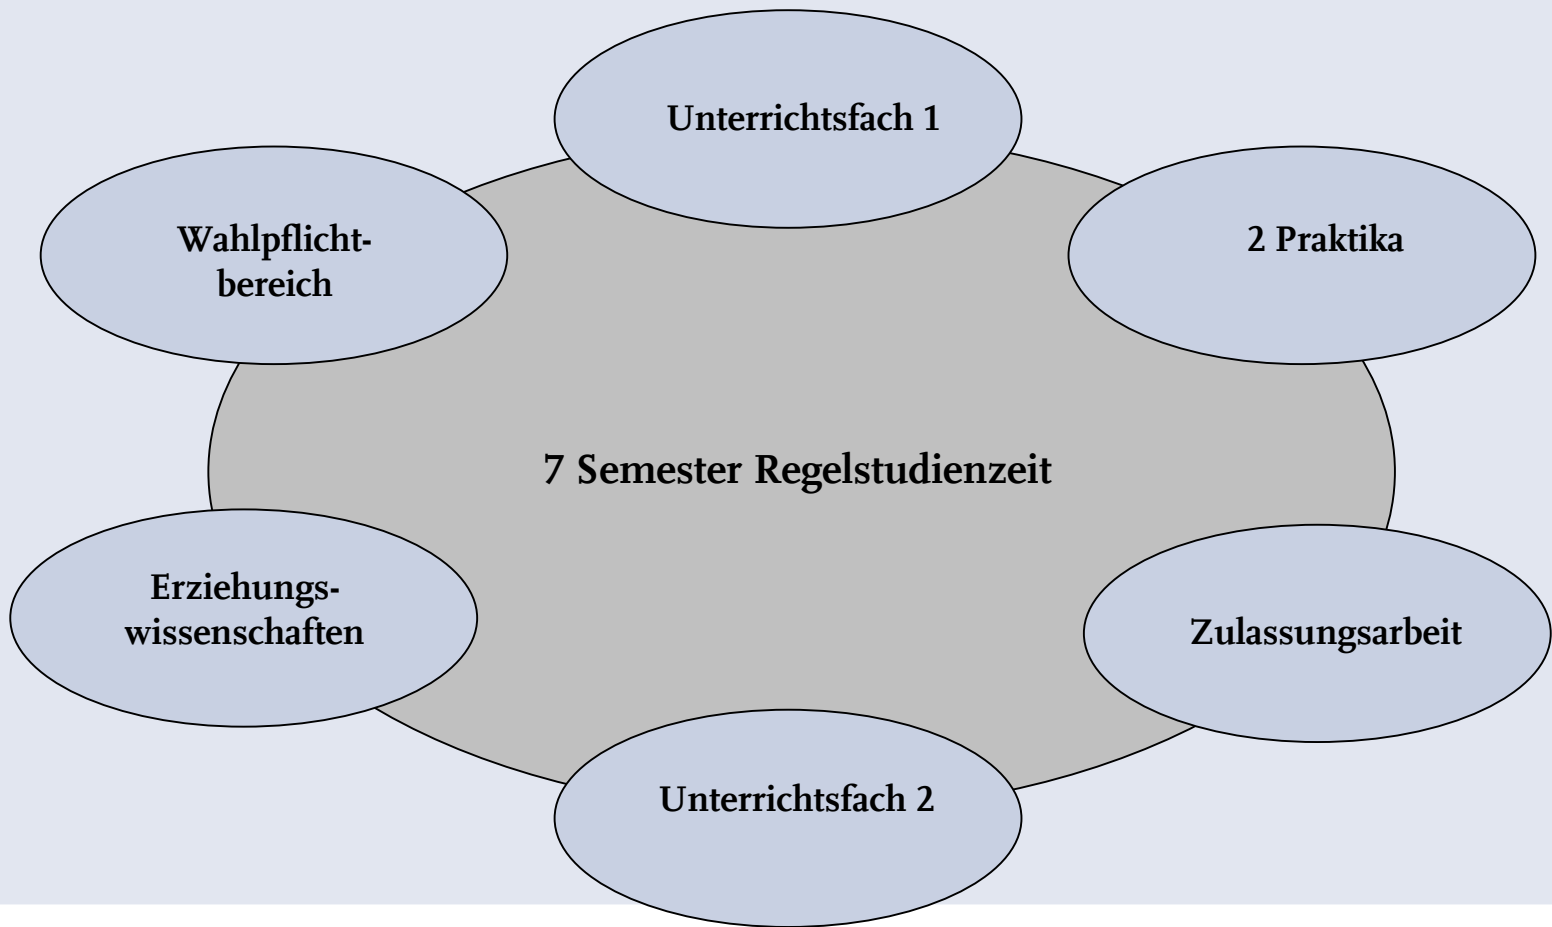 Unterrichtsfach 1
Wahlpflicht-
bereich
2 Praktika
7 Semester Regelstudienzeit
Erziehungs-
wissenschaften
Zulassungsarbeit
Unterrichtsfach 2